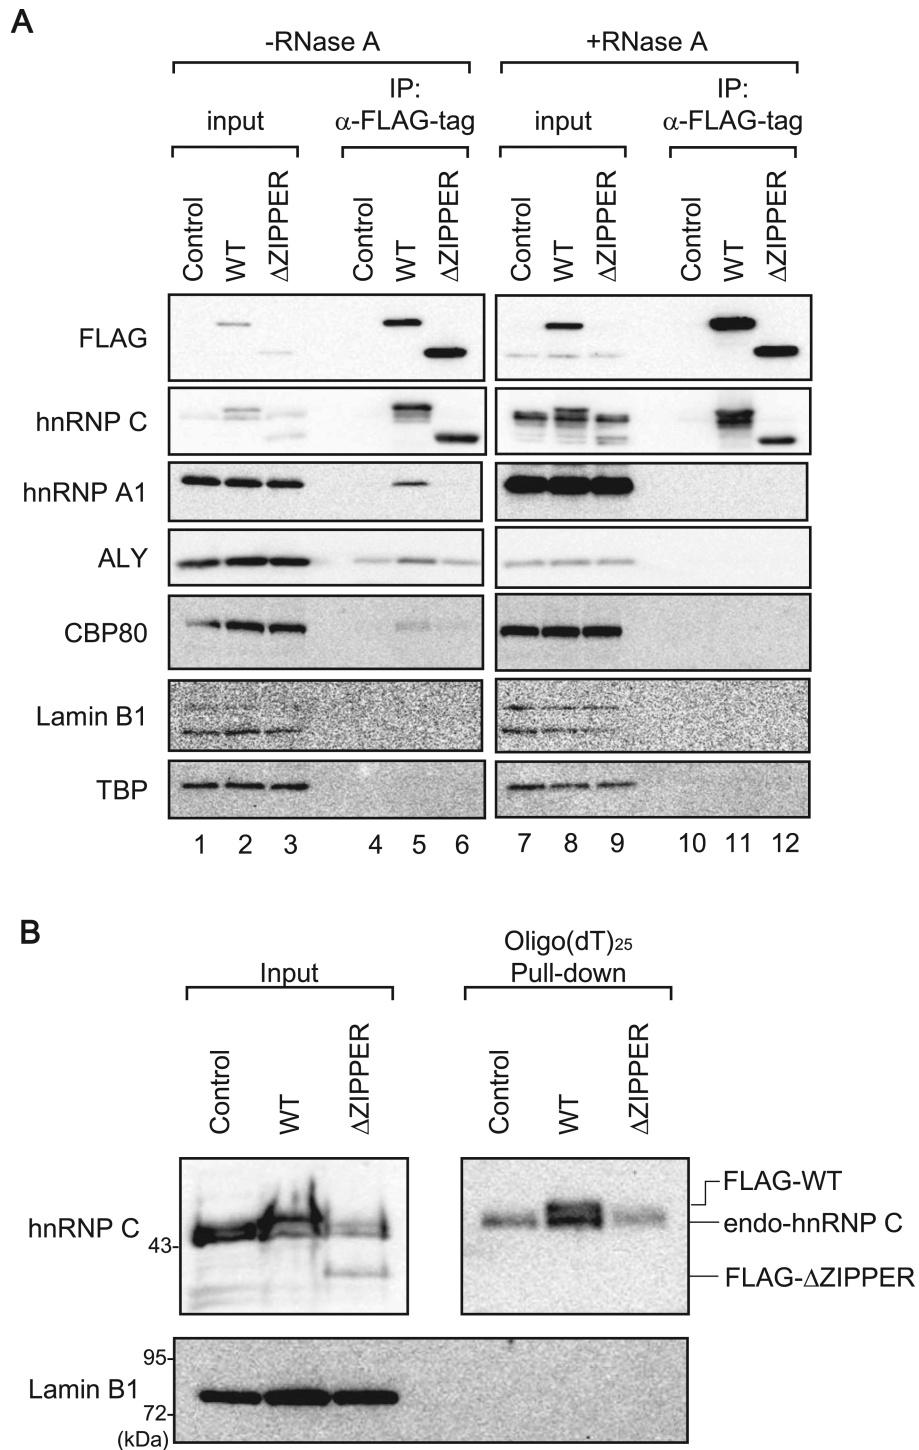 A
-RNase A
+RNase A
input
IP:
α-FLAG-tag
input
IP:
α-FLAG-tag
Control
WT
ΔZIPPER
Control
WT
ΔZIPPER
Control
WT
ΔZIPPER
Control
WT
ΔZIPPER
FLAG
hnRNP C
hnRNP A1
ALY
CBP80
Lamin B1
TBP
1 2 3 4 5 6 7 8 9 10 11 12
B
Input
Oligo(dT)₂₅
Pull-down
Control
WT
ΔZIPPER
Control
WT
ΔZIPPER
hnRNP C
43-
FLAG-WT
endo-hnRNP C
FLAG-ΔZIPPER
95-
Lamin B1
72-
(kDa)